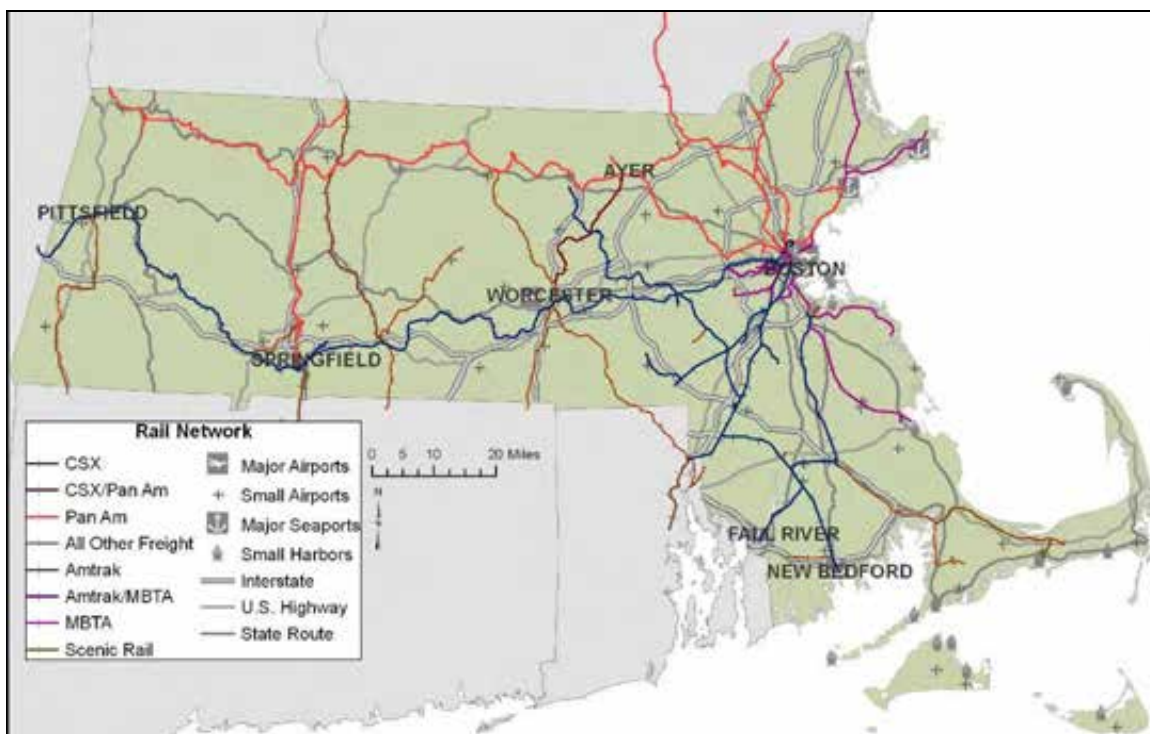 AYER
PITTSFIELD
BOSTON
WORCESTER
SPRINGFIELD
FALL RIVER
NEW BEDFORD
Rail Network
CSX
CSX/Pan Am
Pan Am
All Other Freight
Amtrak
Amtrak/MBTA
MBTA
Scenic Rail
Major Airports
Small Airports
Major Seaports
Small Harbors
Interstate
U.S. Highway
State Route
0 5 10 20 Miles
N